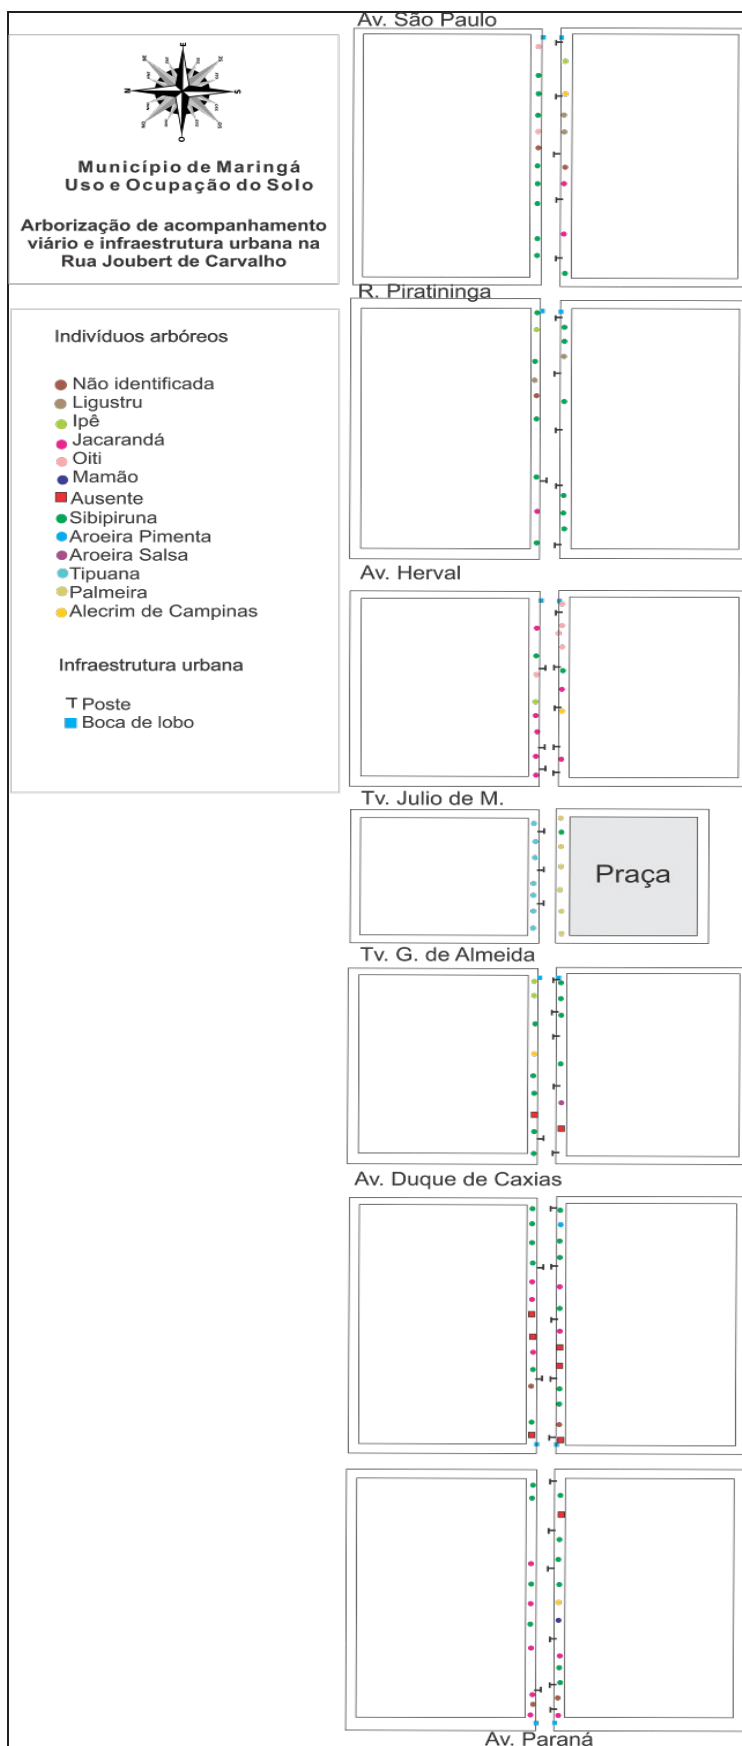 E
N
S
O
Município de Maringá
Uso e Ocupação do Solo
Arborização de acompanhamento
viário e infraestrutura urbana na
Rua Joubert de Carvalho
Indivíduos arbóreos
Não identificada
Ligustru
Ipê
Jacarandá
Oiti
Mamão
Ausente
Sibipiruna
Aroeira Pimenta
Aroeira Salsa
Tipuana
Palmeira
Alecrim de Campinas
Infraestrutura urbana
Poste
Boca de lobo
Av. São Paulo
R. Piratininga
Av. Herval
Tv. Julio de M.
Praça
Tv. G. de Almeida
Av. Duque de Caxias
Av. Paraná